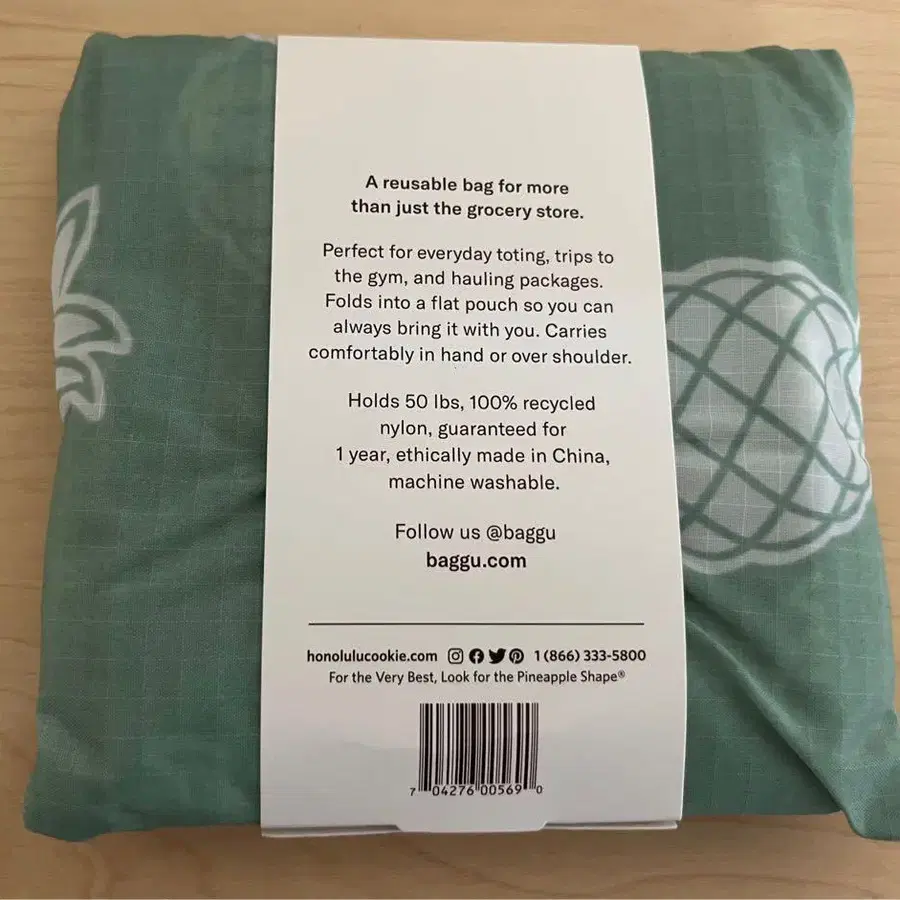 A reusable bag for more
than just the grocery store.
Perfect for everyday toting, trips to
the gym, and hauling packages.
Folds into a flat pouch so you can
always bring it with you. Carries
comfortably in hand or over shoulder.
Holds 50 lbs, 100% recycled
nylon, guaranteed for
1 year, ethically made in China,
machine washable.
Follow us @baggu
baggu.com
honolulucookie.com 1 (866) 333-5800
For the Very Best, Look for the Pineapple Shape®
7 04276 00569 0